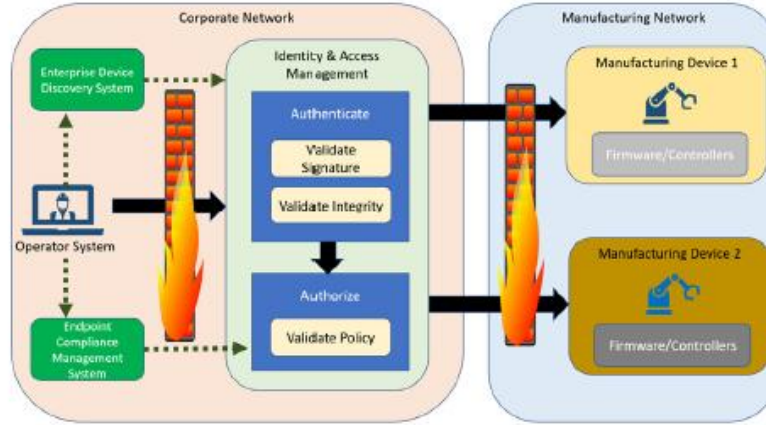 Corporate Network
Manufacturing Network
Enterprise Device
Discovery System
Identity & Access
Management
Manufacturing Device 1
Authenticate
Validate
Signature
Firmware/Controllers
Validate Integrity
Operator System
Manufacturing Device 2
Authorize
Endpoint
Compliance
Management
System
Validate Policy
Firmware/Controllers